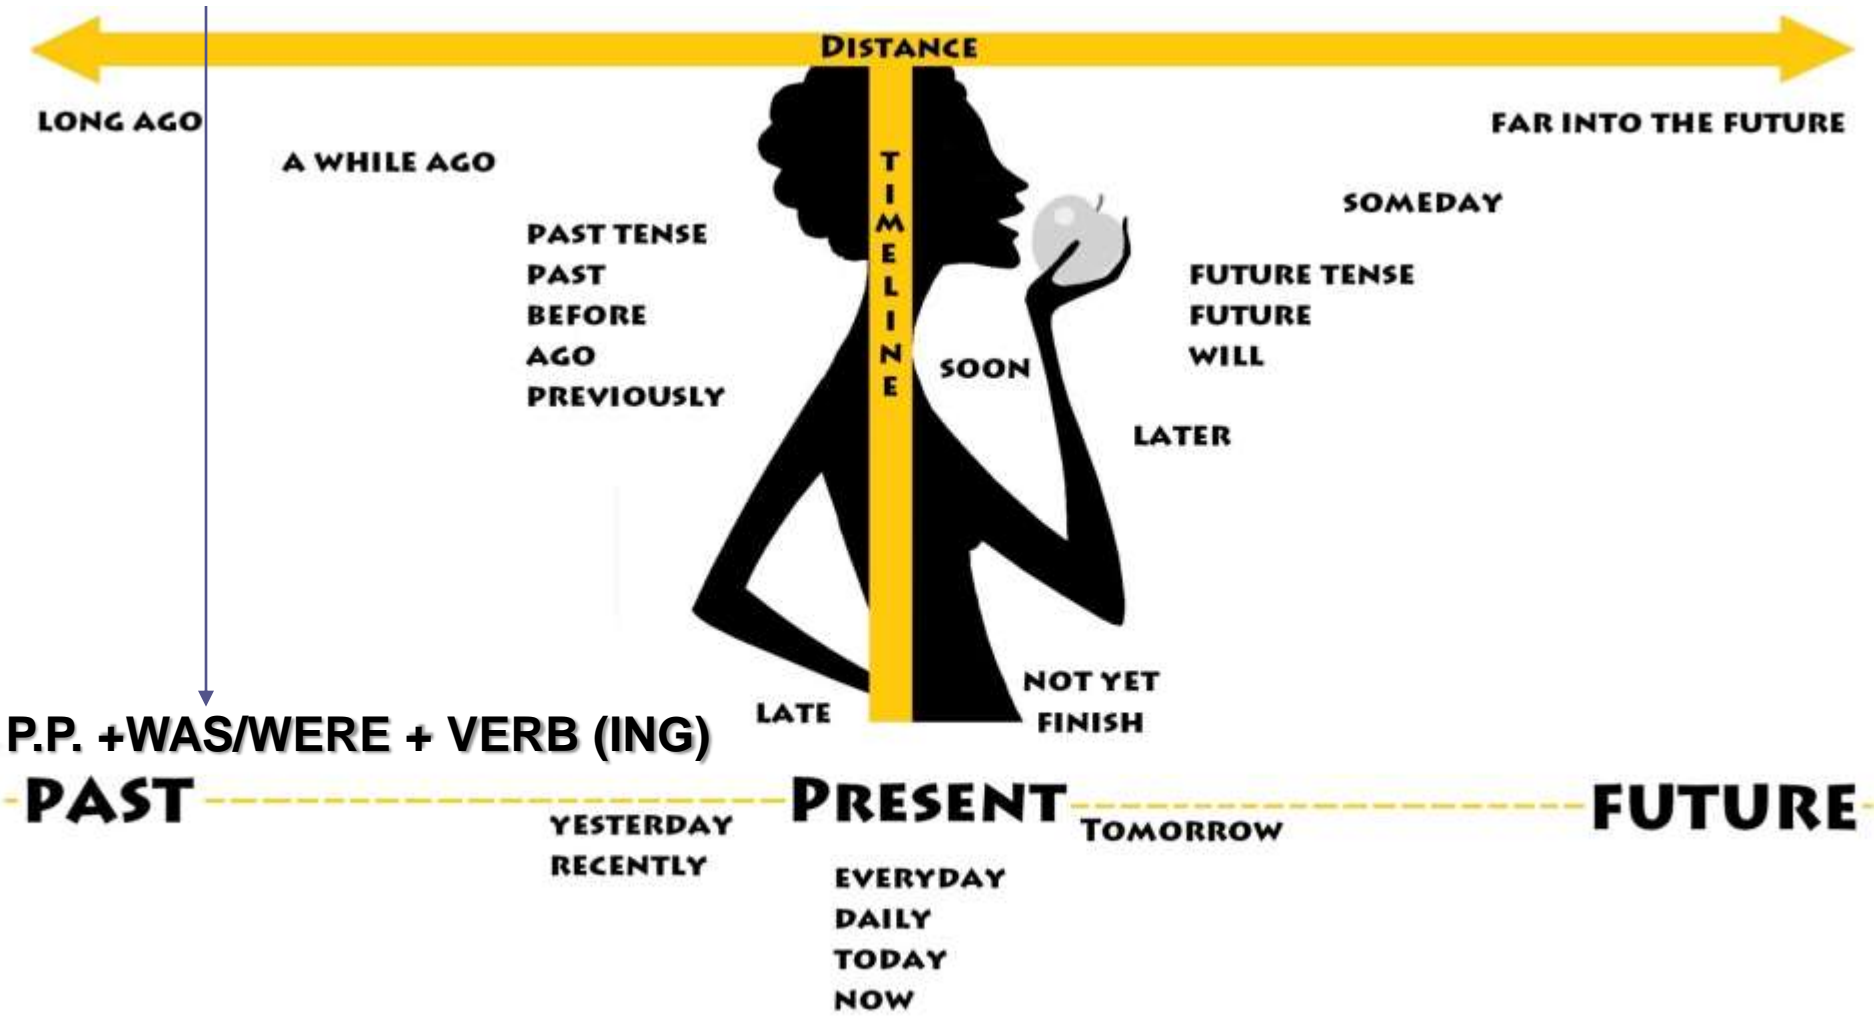 DISTANCE
LONG AGO
FAR INTO THE FUTURE
A WHILE AGO
TIMELINE
SOMEDAY
PAST TENSE
PAST
BEFORE
AGO
PREVIOUSLY
FUTURE TENSE
FUTURE
WILL
SOON
LATER
NOT YET
FINISH
LATE
P.P. +WAS/WERE + VERB (ING)
PAST
PRESENT
FUTURE
YESTERDAY
RECENTLY
TOMORROW
EVERYDAY
DAILY
TODAY
NOW